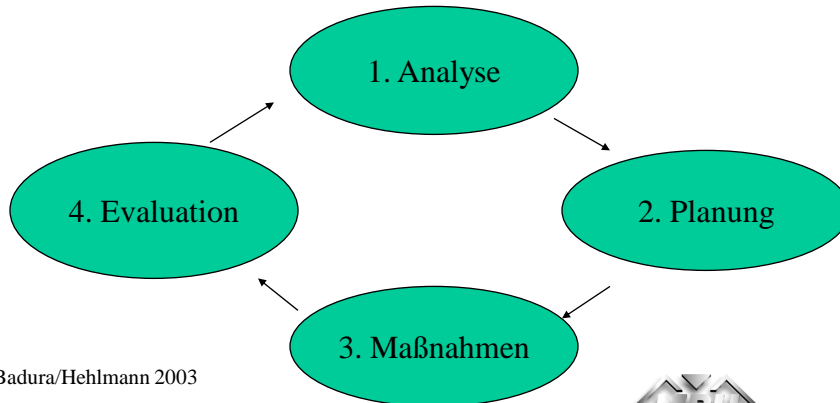 1. Analyse
2. Planung
3. Maßnahmen
4. Evaluation
Badura/Hehlmann 2003